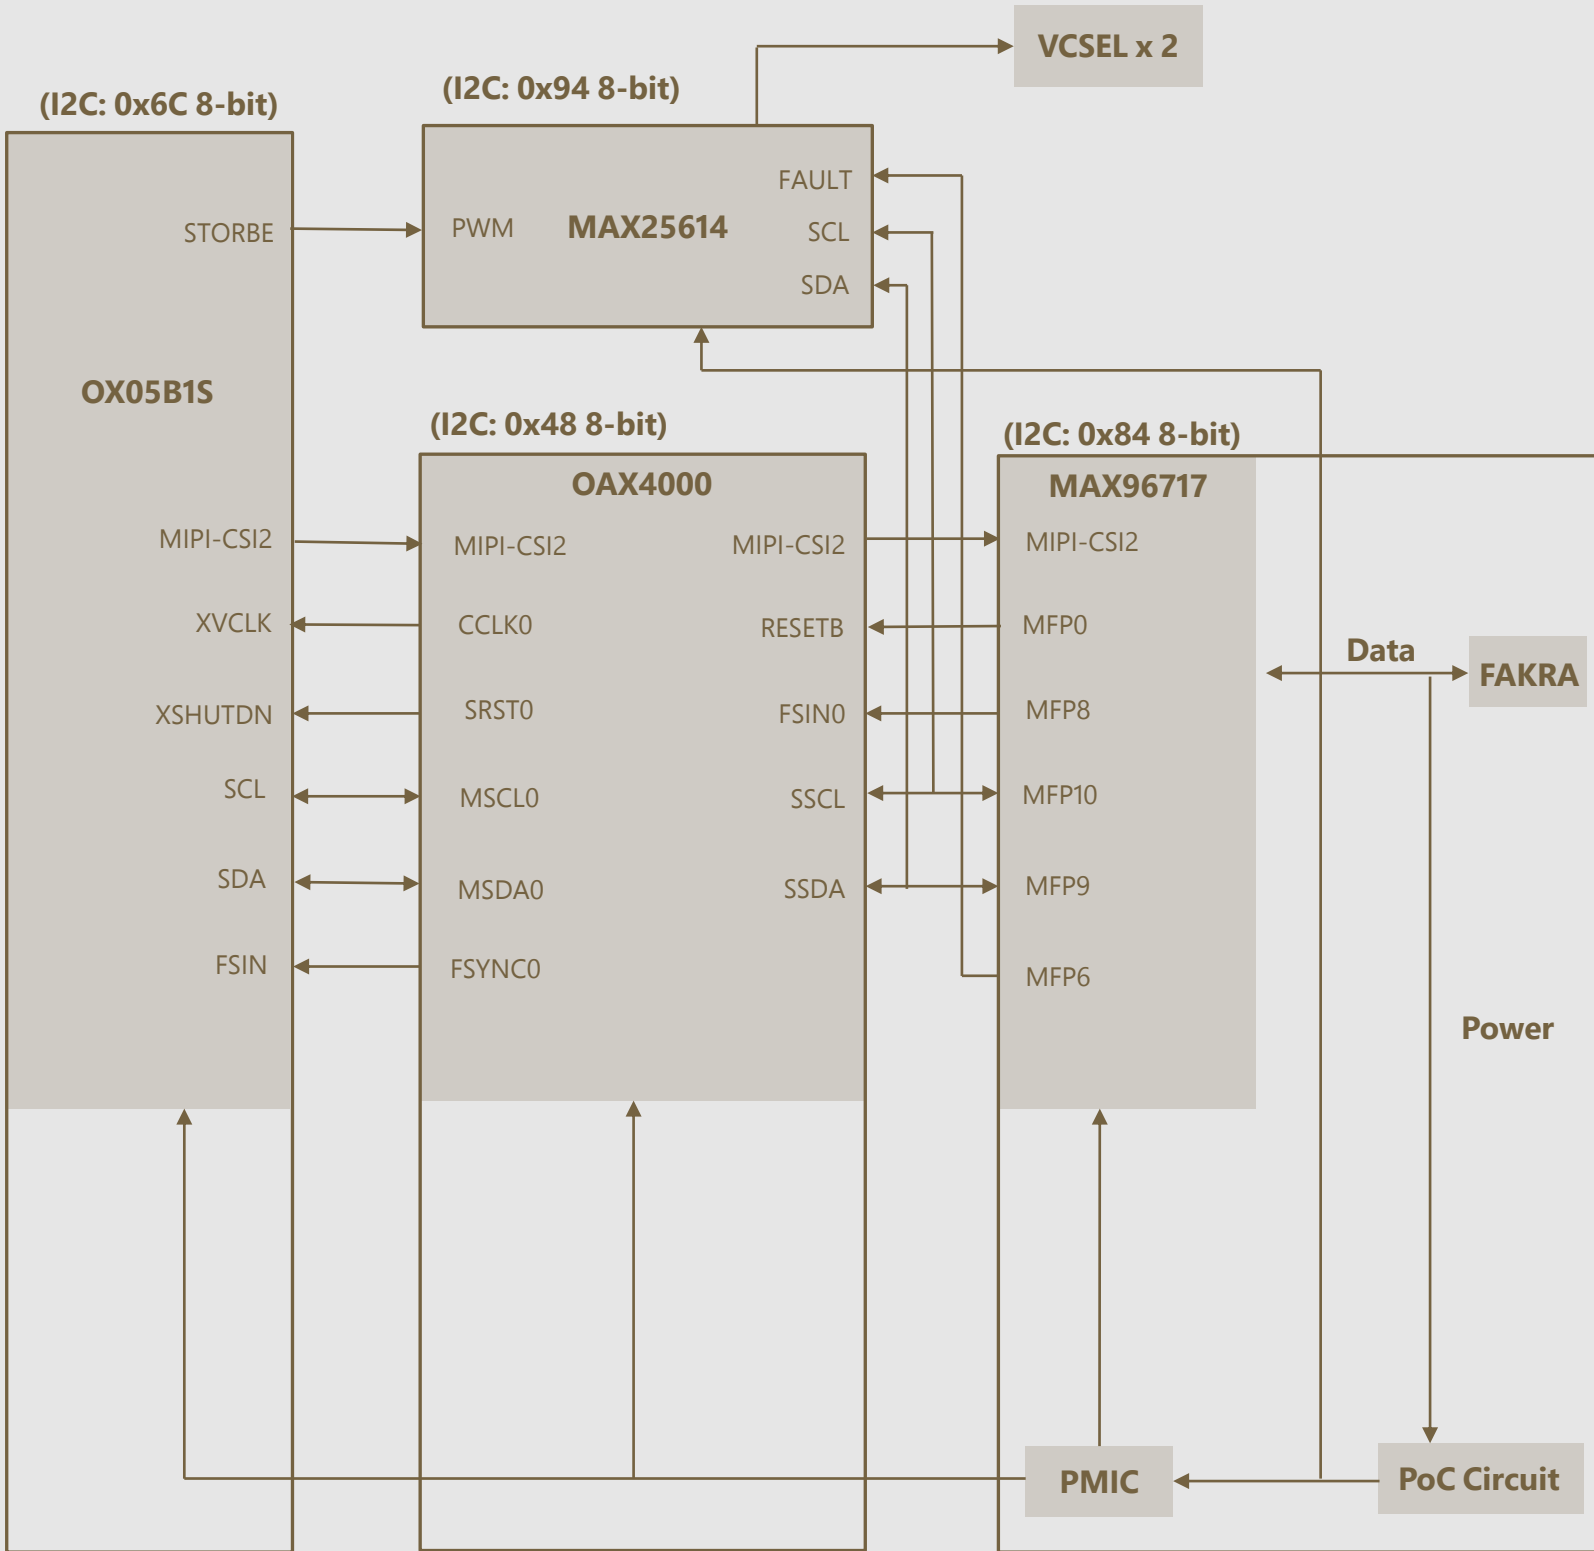 VCSEL x 2
(I2C: 0x6C 8-bit)
(I2C: 0x94 8-bit)
STORBE
PWM
MAX25614
FAULT
SCL
SDA
OX05B1S
(I2C: 0x48 8-bit)
(I2C: 0x84 8-bit)
OAX4000
MAX96717
MIPI-CSI2
MIPI-CSI2
MIPI-CSI2
MIPI-CSI2
XVCLK
CCLK0
RESETB
MFP0
Data
FAKRA
XSHUTDN
SRST0
FSIN0
MFP8
SCL
MSCL0
SSCL
MFP10
SDA
MSDA0
SSDA
MFP9
FSIN
FSYNC0
MFP6
Power
PMIC
PoC Circuit